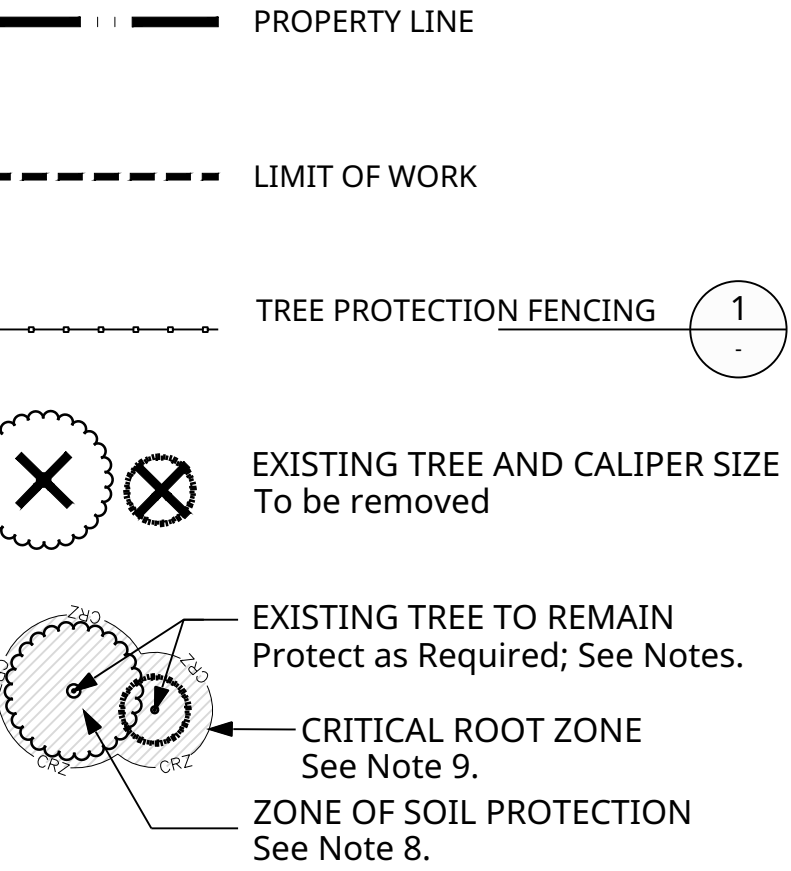 PROPERTY LINE
LIMIT OF WORK
TREE PROTECTION FENCING
1
-
EXISTING TREE AND CALIPER SIZE
To be removed
CRZ
EXISTING TREE TO REMAIN
Protect as Required; See Notes.
CRZ
CRZ
CRITICAL ROOT ZONE
See Note 9.
CRZ
CRZ
ZONE OF SOIL PROTECTION
See Note 8.